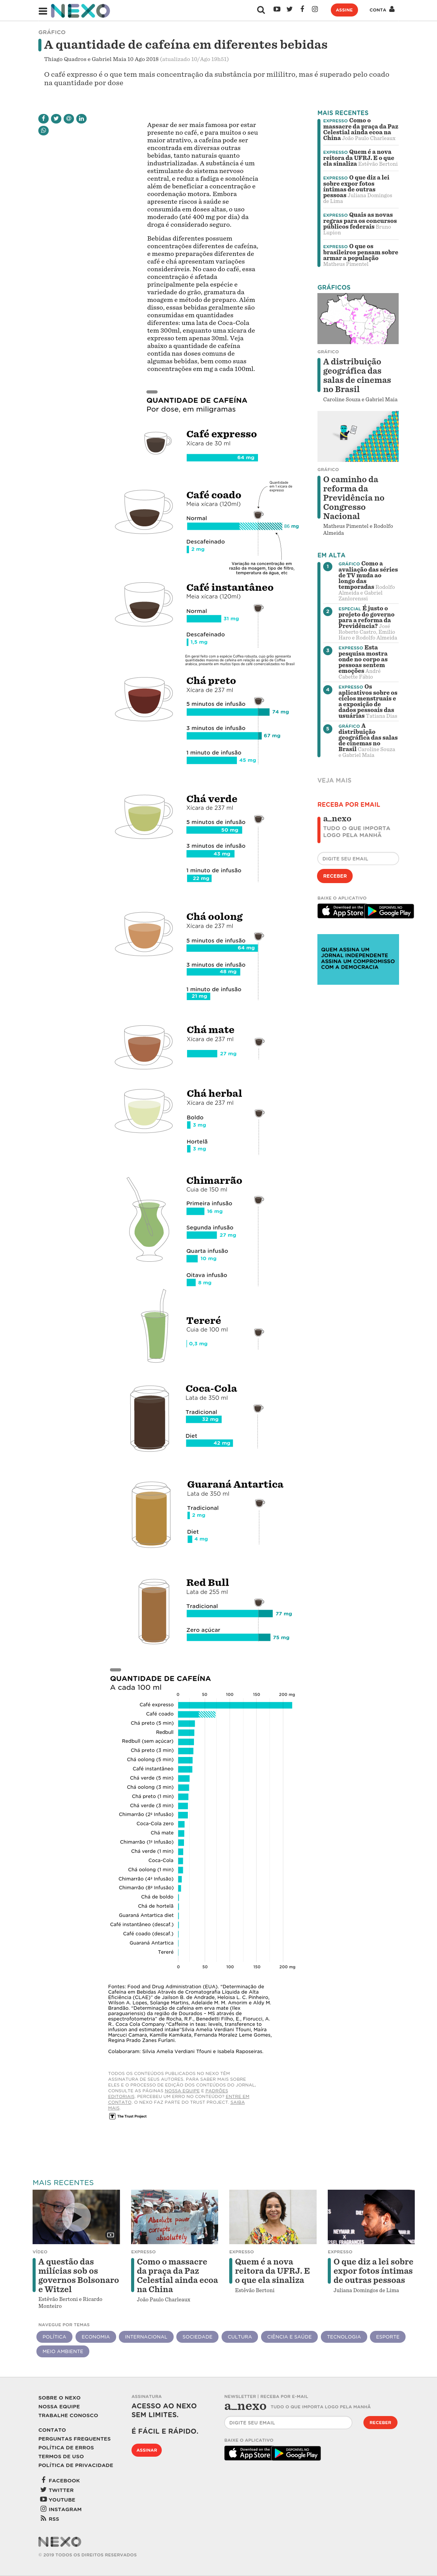 NEXO
ASSINE
CONTA
GRÁFICO
A quantidade de cafeína em diferentes bebidas
Thiago Quadros e Gabriel Maia 10 Ago 2018 (atualizado 10/Ago 19h51)
O café expresso é o que tem mais concentração da substância por mililitro, mas é superado pelo coado
na quantidade por dose
Apesar de ser mais famosa por estar
presente no café, e para muitos o seu
maior atrativo, a cafeína pode ser
encontrada em diversas outras
bebidas, tanto naturais quanto
industrializadas. A substância é um
estimulante do sistema nervoso
central, e reduz a fadiga e sonolência
além de beneficiar a concentração e
coordenação motora. Embora
apresente riscos à saúde se
consumida em doses altas, o uso
moderado (até 400 mg por dia) da
droga é considerado seguro.
Bebidas diferentes possuem
concentrações diferentes de cafeína,
e mesmo preparações diferentes de
café e chá apresentam variações
consideráveis. No caso do café, essa
concentração é afetada
principalmente pela espécie e
variedade do grão, grau de torra,
quantidade de grãos, granulometria da
moagem e método de preparo. Além
disso, essas bebidas geralmente são
consumidas em quantidades
diferentes: uma lata de Coca-Cola
tem 300ml, enquanto uma xícara de
expresso tem apenas 30ml. Veja
abaixo a quantidade de cafeína
contida nas doses comuns de
algumas bebidas, bem como suas
concentrações em mg a cada 100ml.
QUANTIDADE DE CAFEÍNA
Por dose, em miligramas
Café expresso
Xícara de 30 ml
64 mg
Quantidade
em 1 xícara de
expresso
Café coado
Meia xícara (120ml)
Normal
86 mg
Descafeinado
2 mg
Variação na concentração em
razão da moagem, tipo de filtro,
temperatura da água, etc
Café instantâneo
Meia xícara (120ml)
Normal
31 mg
Descafeinado
1,5 mg
Em geral feito com a espécie Coffea robusta, cujo grão apresenta
quantidades maiores de cafeína em relação ao grão de Coffea
arabica, presente em muitos tipos de café comercializados no Brasil
Chá preto
Xícara de 237 ml
5 minutos de infusão
74 mg
3 minutos de infusão
67 mg
1 minuto de infusão
45 mg
Chá verde
Xícara de 237 ml
5 minutos de infusão
50 mg
3 minutos de infusão
43 mg
1 minuto de infusão
22 mg
Chá oolong
Xícara de 237 ml
5 minutos de infusão
64 mg
3 minutos de infusão
48 mg
1 minuto de infusão
21 mg
Chá mate
Xícara de 237 ml
27 mg
Chá herbal
Xícara de 237 ml
Boldo
3 mg
Hortelã
3 mg
Chimarrão
Cuia de 150 ml
Primeira infusão
16 mg
Segunda infusão
27 mg
Quarta infusão
10 mg
Oitava infusão
8 mg
Tereré
Cuia de 100 ml
0,3 mg
Coca-Cola
Lata de 350 ml
Tradicional
32 mg
Diet
42 mg
Guaraná Antartica
Lata de 350 ml
Tradicional
2 mg
Diet
4 mg
Red Bull
Lata de 255 ml
Tradicional
77 mg
Zero açúcar
75 mg
QUANTIDADE DE CAFEÍNA
A cada 100 ml
0 50 100 150 200 mg
Café expresso
Café coado
Chá preto (5 min)
Redbull
Redbull (sem açúcar)
Chá preto (3 min)
Chá oolong (5 min)
Café instantâneo
Chá verde (5 min)
Chá oolong (3 min)
Chá preto (1 min)
Chá verde (3 min)
Chimarrão (2ª Infusão)
Coca-Cola zero
Chá mate
Chimarrão (1ª Infusão)
Chá verde (1 min)
Coca-Cola
Chá oolong (1 min)
Chimarrão (4ª Infusão)
Chimarrão (8ª Infusão)
Chá de boldo
Chá de hortelã
Guaraná Antartica diet
Café instantâneo (descaf.)
Café coado (descaf.)
Guaraná Antartica
Tereré
0 50 100 150 200 mg
Fontes: Food and Drug Administration (EUA). "Determinação de
Cafeína em Bebidas Através de Cromatografia Líquida de Alta
Eficiência (CLAE)" de Jailson B. de Andrade, Heloísa L. C. Pinheiro,
Wilson A. Lopes, Solange Martins, Adelaide M. M. Amorim e Aldy M.
Brandão. "Determinação de cafeína em erva mate (ilex
paraguariensis) da região de Dourados – MS através de
espectrofotometria" de Rocha, R.F., Benedetti Filho, E., Fiorucci, A.
R., Coca Cola Company."Caffeine in teas: levels, transference to
infusion and estimated intake"Silvia Amelia Verdiani Tfouni, Maira
Marcuci Camara, Kamille Kamikata, Fernanda Moralez Leme Gomes,
Regina Prado Zanes Furlani.
Colaboraram: Silvia Amelia Verdiani Tfouni e Isabella Raposeiras.
TODOS OS CONTEÚDOS PUBLICADOS NO NEXO TÊM
ASSINATURA DE SEUS AUTORES. PARA SABER MAIS SOBRE
ELES E O PROCESSO DE EDIÇÃO DOS CONTEÚDOS DO JORNAL,
CONSULTE AS PÁGINAS NOSSA EQUIPE E PADRÕES
EDITORIAIS. PERCEBEU UM ERRO NO CONTEÚDO? ENTRE EM
CONTATO. O NEXO FAZ PARTE DO TRUST PROJECT. SAIBA
MAIS
The Trust Project
MAIS RECENTES
EXPRESSO Como o
massacre da praça da Paz
Celestial ainda ecoa na
China João Paulo Charleaux
EXPRESSO Quem é a nova
reitora da UFRJ. E o que
ela sinaliza Estêvão Bertoni
EXPRESSO O que diz a lei
sobre expor fotos
íntimas de outras
pessoas Juliana Domingos
de Lima
EXPRESSO Quais as novas
regras para os concursos
públicos federais Bruno
Lupion
EXPRESSO O que os
brasileiros pensam sobre
armar a população
Matheus Pimentel
GRÁFICOS
GRÁFICO
A distribuição
geográfica das
salas de cinemas
no Brasil
Caroline Souza e Gabriel Maia
GRÁFICO
O caminho da
reforma da
Previdência no
Congresso
Nacional
Matheus Pimentel e Rodolfo
Almeida
EM ALTA
1 GRÁFICO Como a
avaliação das séries
de TV muda ao
longo das
temporadas Rodolfo
Almeida e Gabriel
Zanlorenssi
2 ESPECIAL É justo o
projeto do governo
para a reforma da
Previdência? José
Roberto Castro, Emilio
Haro e Rodolfo Almeida
3 EXPRESSO Esta
pesquisa mostra
onde no corpo as
pessoas sentem
emoções André
Cabette Fábio
4 EXPRESSO Os
aplicativos sobre os
ciclos menstruais e
a exposição de
dados pessoais das
usuárias Tatiana Dias
5 GRÁFICO A
distribuição
geográfica das salas
de cinemas no
Brasil Caroline Souza
e Gabriel Maia
VEJA MAIS
RECEBA POR EMAIL
a_nexo
TUDO O QUE IMPORTA
LOGO PELA MANHÃ
DIGITE SEU EMAIL
RECEBER
BAIXE O APLICATIVO
Download on the
App Store
DISPONÍVEL NO
Google Play
QUEM ASSINA UM
JORNAL INDEPENDENTE
ASSINA UM COMPROMISSO
COM A DEMOCRACIA
MAIS RECENTES
VÍDEO
A questão das
milícias sob os
governos Bolsonaro
e Witzel
Estêvão Bertoni e Ricardo
Monteiro
EXPRESSO
Como o massacre
da praça da Paz
Celestial ainda ecoa
na China
João Paulo Charleaux
EXPRESSO
Quem é a nova
reitora da UFRJ. E
o que ela sinaliza
Estêvão Bertoni
EXPRESSO
O que diz a lei sobre
expor fotos íntimas
de outras pessoas
Juliana Domingos de Lima
NAVEGUE POR TEMAS
POLÍTICA
ECONOMIA
INTERNACIONAL
SOCIEDADE
CULTURA
CIÊNCIA E SAÚDE
TECNOLOGIA
ESPORTE
MEIO AMBIENTE
SOBRE O NEXO
NOSSA EQUIPE
TRABALHE CONOSCO
CONTATO
PERGUNTAS FREQUENTES
POLÍTICA DE ERROS
TERMOS DE USO
POLÍTICA DE PRIVACIDADE
FACEBOOK
TWITTER
YOUTUBE
INSTAGRAM
RSS
ASSINATURA
ACESSO AO NEXO
SEM LIMITES.
É FÁCIL E RÁPIDO.
ASSINAR
NEWSLETTER | RECEBA POR E-MAIL
a_nexo TUDO O QUE IMPORTA LOGO PELA MANHÃ
DIGITE SEU EMAIL
RECEBER
BAIXE O APLICATIVO
Download on the
App Store
DISPONÍVEL NO
Google Play
NEXO
© 2019 TODOS OS DIREITOS RESERVADOS